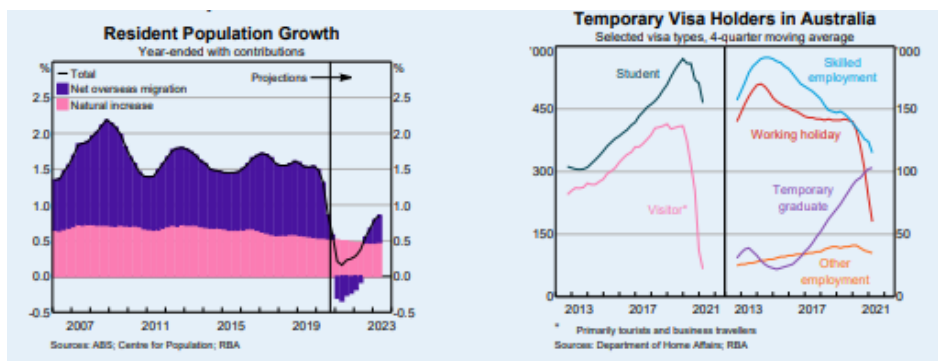 Resident Population Growth
Year-ended with contributions
% %
Total
Net overseas migration
Natural increase
Projections
2.5 2.5
2.0 2.0
1.5 1.5
1.0 1.0
0.5 0.5
0.0 0.0
-0.5 -0.5
2007 2011 2015 2019 2023
Sources: ABS; Centre for Population; RBA
Temporary Visa Holders in Australia
Selected visa types, 4-quarter moving average
'000 '000
Student
Skilled
employment
450 150
Working holiday
300 100
Temporary
graduate
Visitor*
150 50
Other
employment
0 0
2013 2017 2021 2013 2017 2021
* Primarily tourists and business travellers
Sources: Department of Home Affairs; RBA